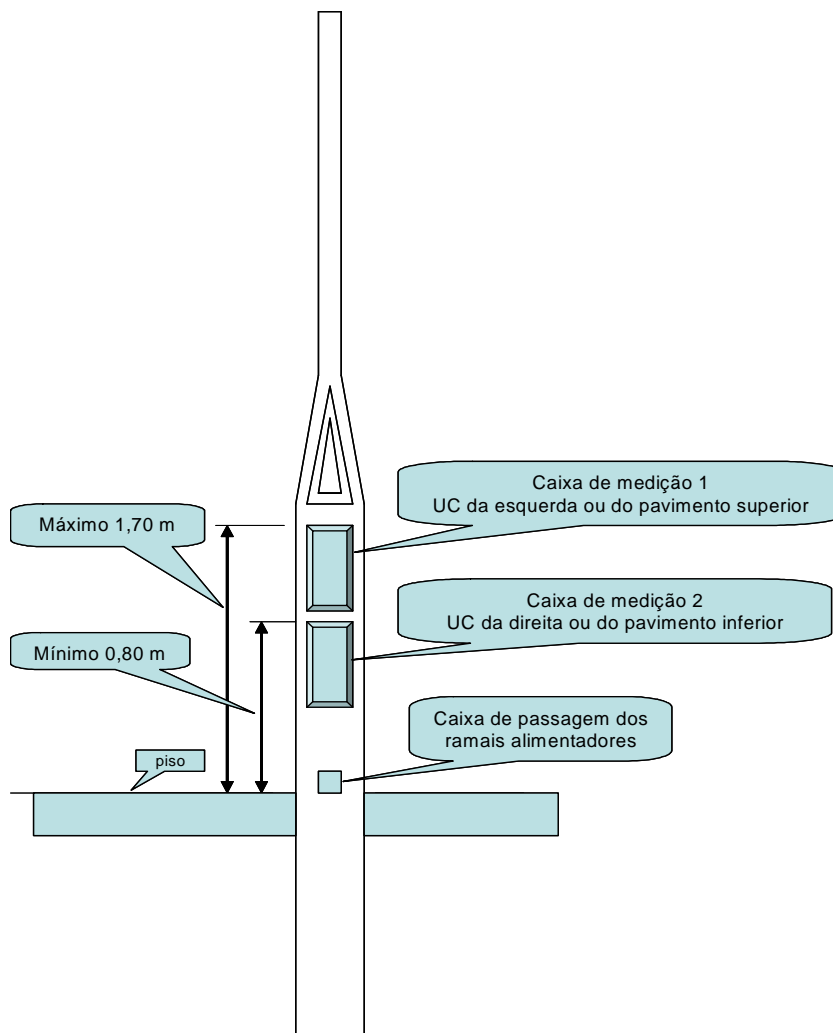 Caixa de medição 1
UC da esquerda ou do pavimento superior
Máximo 1,70 m
Caixa de medição 2
UC da direita ou do pavimento inferior
Mínimo 0,80 m
Caixa de passagem dos
ramais alimentadores
piso